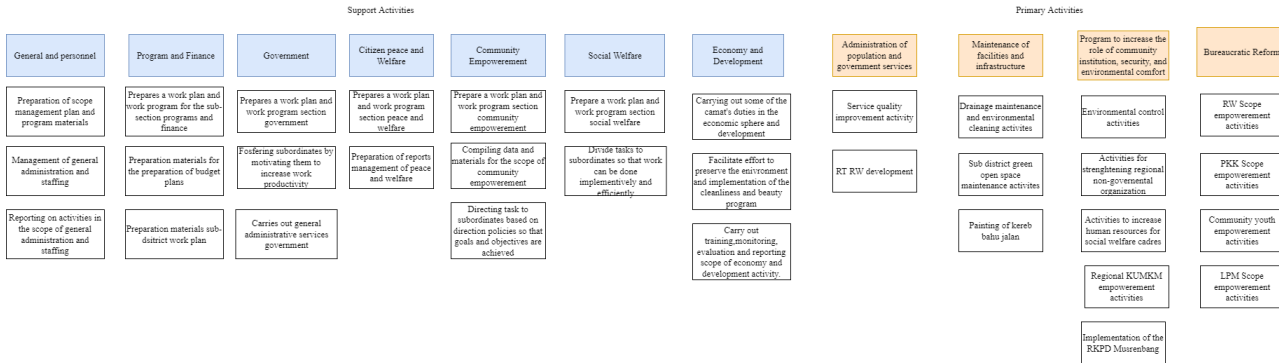 Support Activities
Primary Activities
General and personnel
Program and Finance
Government
Citizen peace and
Welfare
Community
Empowerement
Social Welfare
Economy and
Development
Administration of
population and
government services
Maintenance of
facilities and
infrastructure
Program to increase the
role of community
institution, security, and
environmental comfort
Bureaucratic Reform
Preparation of scope
management plan and
program materials
Management of general
administration and
staffing
Reporting on activities in
the scope of general
administration and
staffing
Prepares a work plan and
work program for the sub-
section programs and
finance
Preparation materials for
the preparation of budget
plans
Preparation materials sub-
dsitrict work plan
Prepares a work plan and
work program section
government
Fosfering subordinates by
motivating them to
increase work
productivity
Carries out general
administrative services
government
Prepares a work plan
and work program
section peace and
welfare
Preparation of reports
management of peace
and welfare
Prepare a work plan and
work program section
community
empowerement
Compiling data and
materials for the scope of
community
empowerement
Directing task to
subordinates based on
direction policies so that
goals and objectives are
achieved
Prepare a work plan and
work program section
social welfare
Divide tasks to
subordinates so that work
can be done
implementively and
efficiently
Carrying out some of the
camat's duties in the
economic sphere and
development
Facilitate effort to
preserve the enivronment
and implementation of the
cleanliness and beauty
program
Carry out
training,monitoring,
evaluation and reporting
scope of economy and
development activity.
Service quality
improvement activity
RT RW development
Drainage maintenance
and environmental
cleaning activites
Sub district green
open space
maintenance activites
Painting of kereb
bahu jalan
Environmental control
activities
Activities for
strenghtening regional
non-governental
organization
Activities to increase
human resources for
social welfare cadres
Regional KUMKM
empowerement
activities
Implementation of the
RKPD Musrenbang
RW Scope
empowerement
activities
PKK Scope
empowerement
activities
Community youth
empowerement
activities
LPM Scope
empowerement
activities